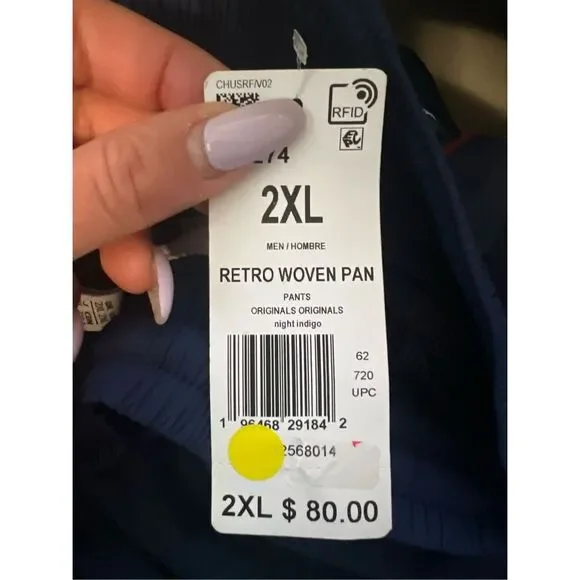 CHUSRF/V02
RFID
274
2XL
MEN / HOMBRE
RETRO WOVEN PAN
PANTS
ORIGINALS ORIGINALS
night indigo
62
720
UPC
1 96468 29184 2
2568014
2XL $ 80.00